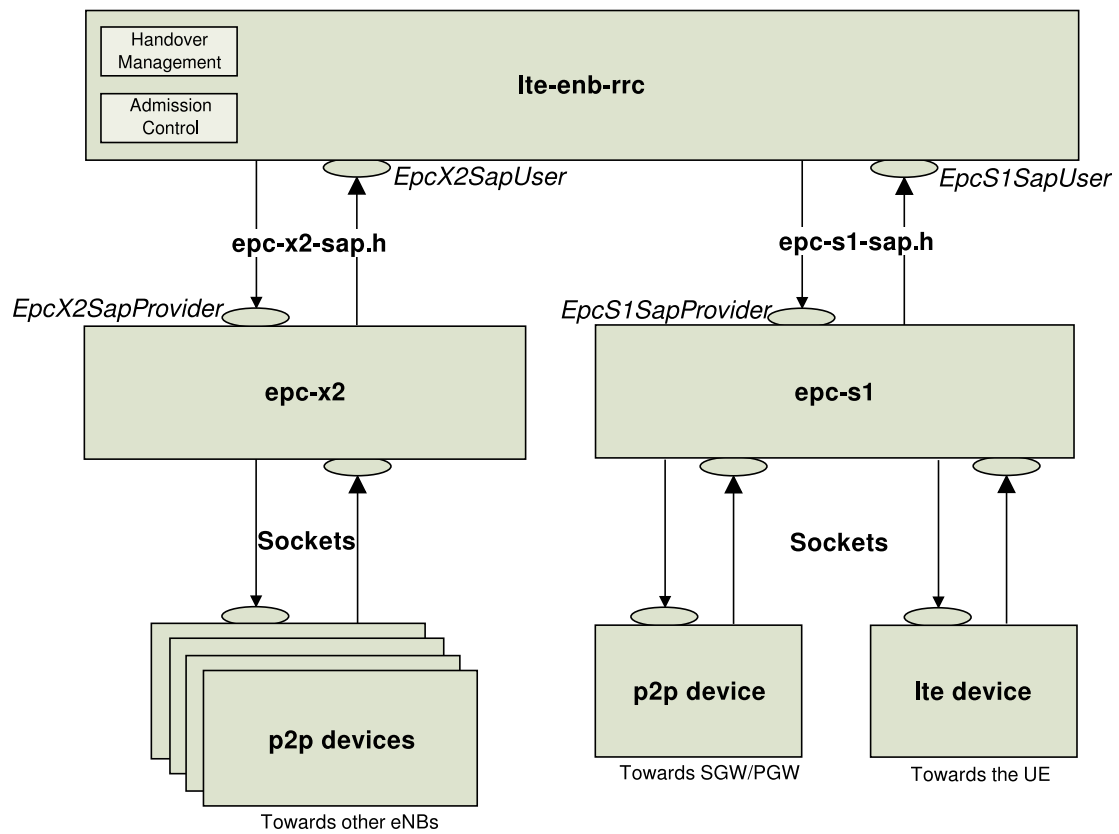 Handover
Management
lte-enb-rrc
Admission
Control
EpcX2SapUser
EpcS1SapUser
epc-x2-sap.h
epc-s1-sap.h
EpcX2SapProvider
EpcS1SapProvider
epc-x2
epc-s1
Sockets
Sockets
p2p devices
p2p device
lte device
Towards SGW/PGW
Towards the UE
Towards other eNBs